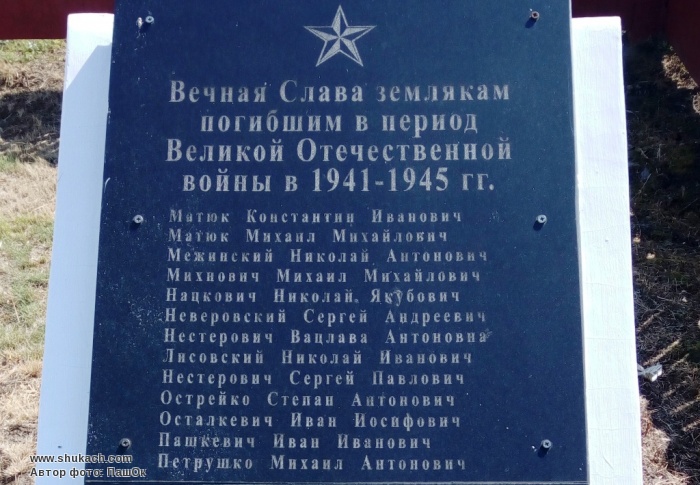 Вечная Слава землякам
погибшим в период
Великой Отечественной
войны в 1941-1945 гг.
Матюк Константин Иванович
Матюк Михаил Михайлович
Межинский Николай Антонович
Михнович Михаил Михайлович
Нацкович Николай Якубович
Неверовский Сергей Андреевич
Нестерович Вацлава Антоновна
Лисовский Николай Иванович
Нестерович Сергей Павлович
Острейко Степан Антонович
Осталкевич Иван Иосифович
Пашкевич Иван Иванович
Петрушко Михаил Антонович
www.shukach.com
Автор фото: ПашОк